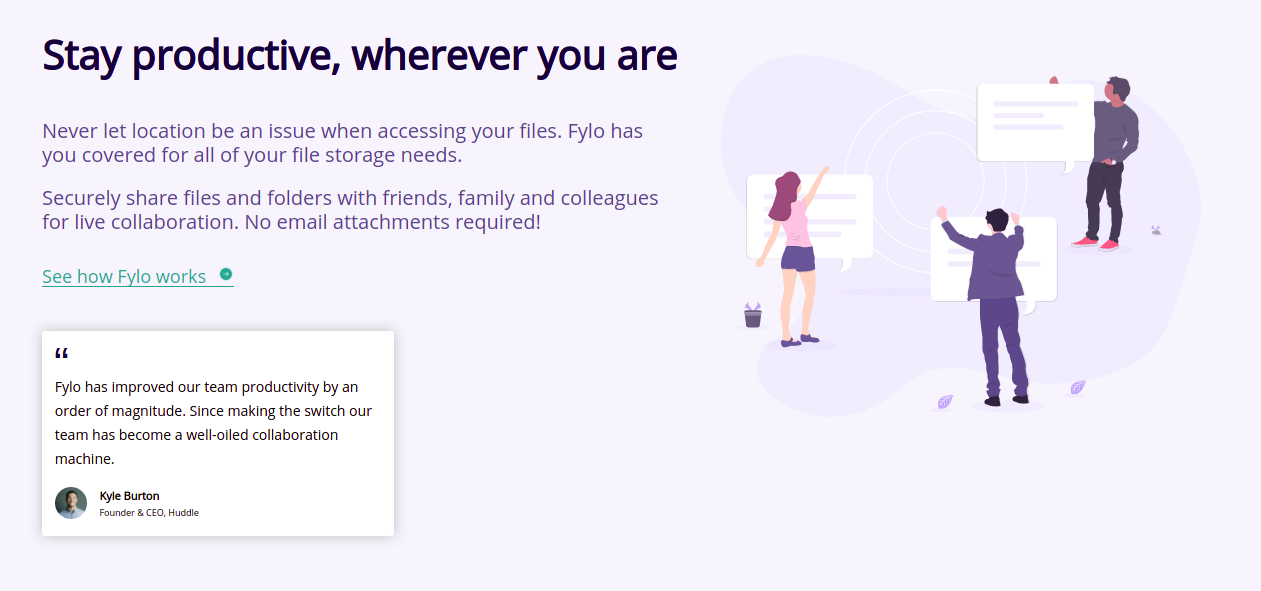 Stay productive, wherever you are
Never let location be an issue when accessing your files. Fylo has
you covered for all of your file storage needs.
Securely share files and folders with friends, family and colleagues
for live collaboration. No email attachments required!
See how Fylo works
“
Fylo has improved our team productivity by an
order of magnitude. Since making the switch our
team has become a well-oiled collaboration
machine.
Kyle Burton
Founder & CEO, Huddle